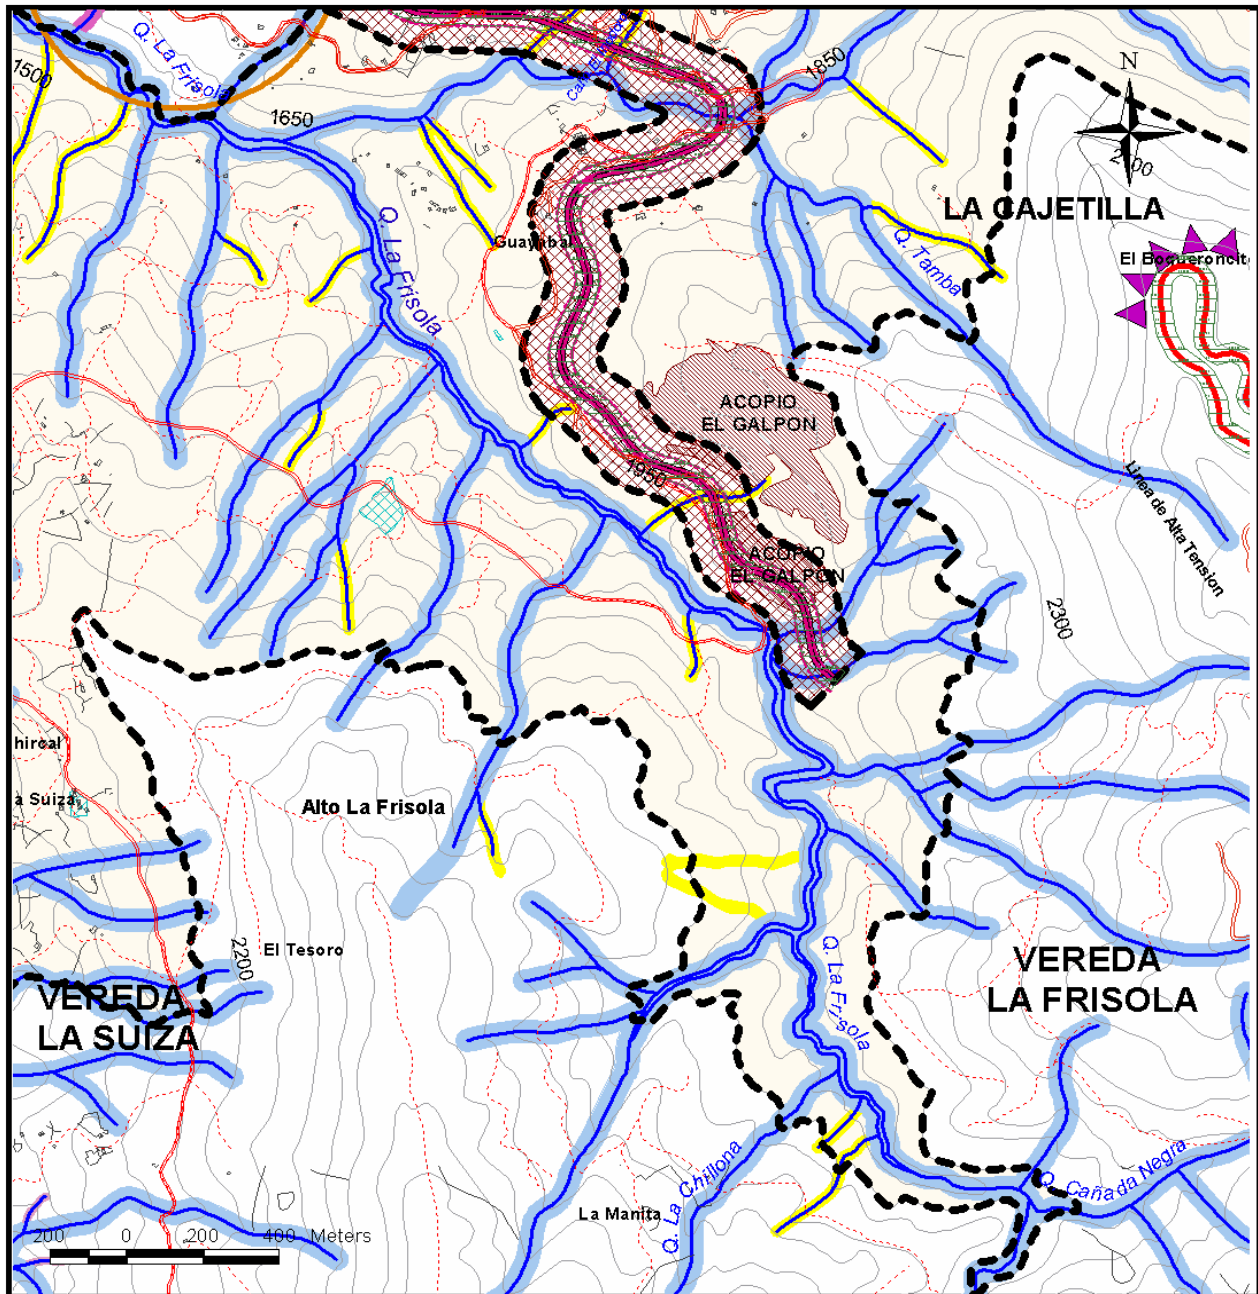 Q. La Frisola
1500
1650
1850
N
2400
LA CAJETILLA
Q. La Frisola
Guayabal
Q. Tamba
El Boqueroncit
ACOPIO
EL GALPON
1950
Linea de Alta Tension
ACOPIO
EL GALPON
2300
hircal
a Suiza
Alto La Frisola
2200
El Tesoro
VEREDA
LA SUIZA
Q. La Frisola
VEREDA
LA FRISOLA
Q. La Chillona
Q. Cañada Negra
La Manita
200 0 200 400 Meters